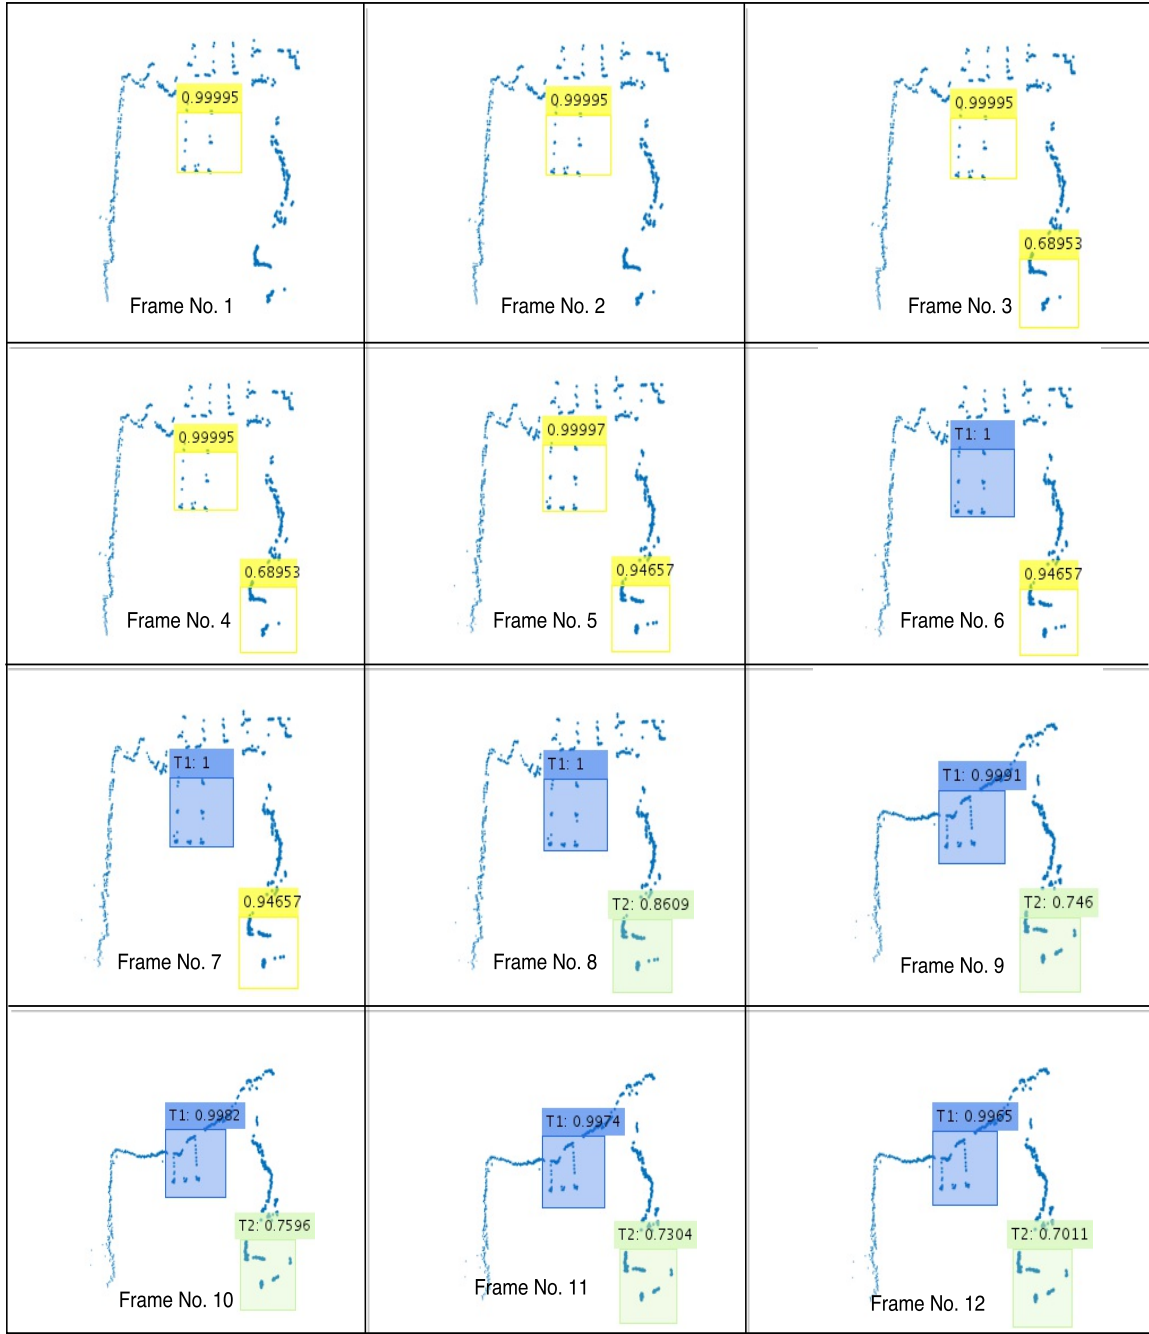 0.99995
Frame No. 1
0.99995
Frame No. 2
0.99995
0.68953
Frame No. 3
0.99995
0.68953
Frame No. 4
0.99997
0.94657
Frame No. 5
T1: 1
0.94657
Frame No. 6
T1: 1
0.94657
Frame No. 7
T1: 1
T2: 0.8609
Frame No. 8
T1: 0.9991
T2: 0.746
Frame No. 9
T1: 0.9982
T2: 0.7596
Frame No. 10
T1: 0.9974
T2: 0.7304
Frame No. 11
T1: 0.9965
T2: 0.7011
Frame No. 12